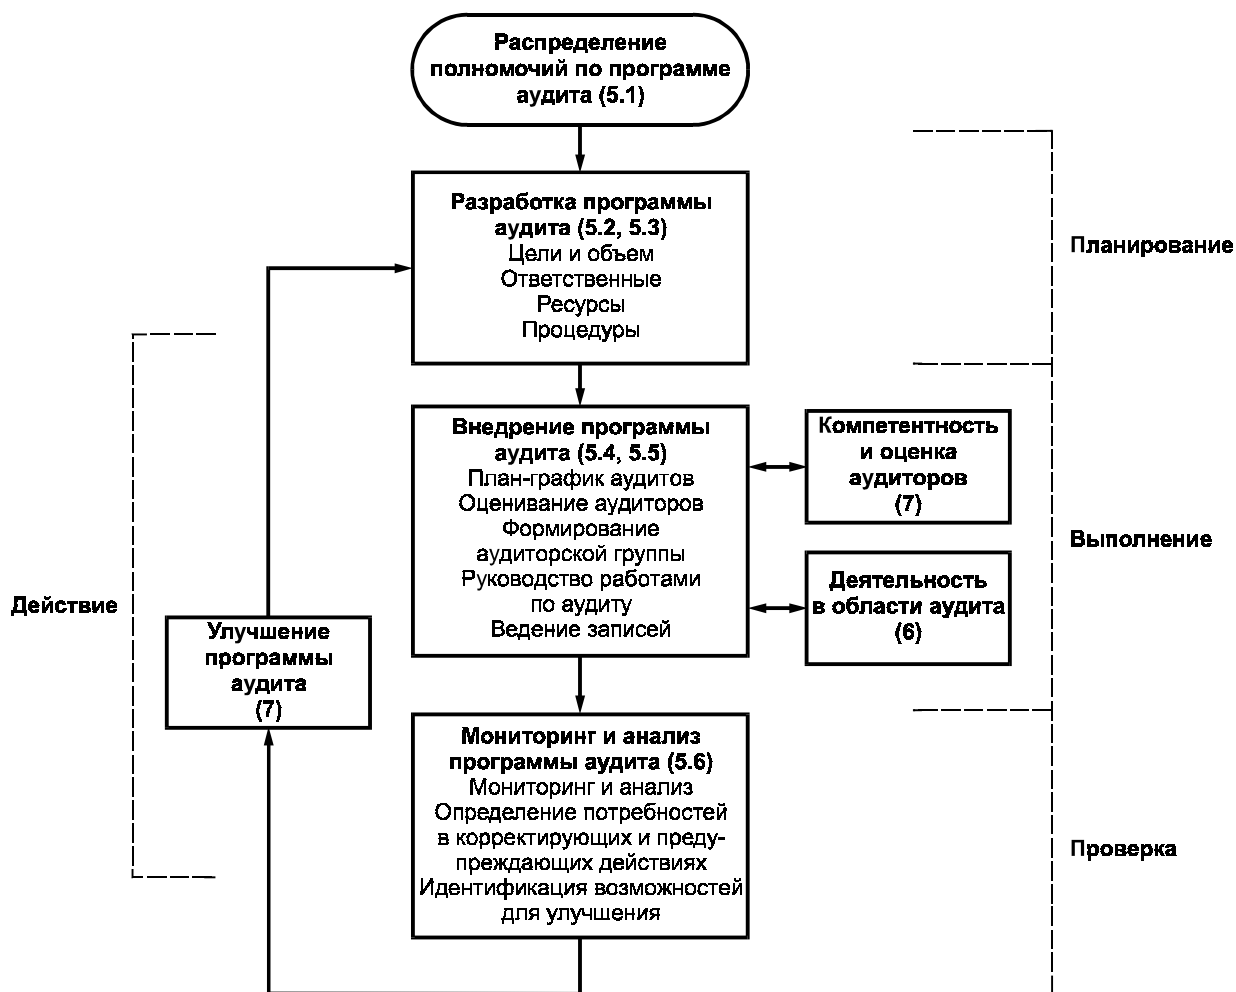 Распределение
полномочий по программе
аудита (5.1)
Разработка программы
аудита (5.2, 5.3)
Цели и объем
Ответственные
Ресурсы
Процедуры
Планирование
Внедрение программы
аудита (5.4, 5.5)
План-график аудитов
Оценивание аудиторов
Формирование
аудиторской группы
Руководство работами
по аудиту
Ведение записей
Компетентность
и оценка
аудиторов
(7)
Деятельность
в области аудита
(6)
Выполнение
Действие
Улучшение
программы
аудита
(7)
Мониторинг и анализ
программы аудита (5.6)
Мониторинг и анализ
Определение потребностей
в корректирующих и преду-
преждающих действиях
Идентификация возможностей
для улучшения
Проверка